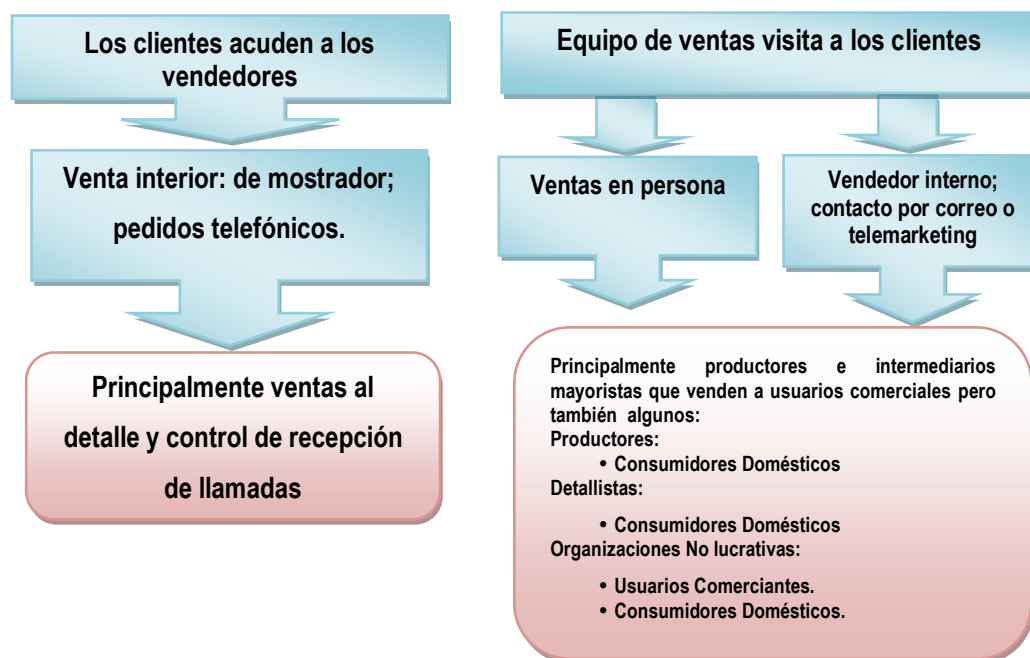 Los clientes acuden a los
vendedores
Venta interior: de mostrador;
pedidos telefónicos.
Principalmente ventas al
detalle y control de recepción
de llamadas
Equipo de ventas visita a los clientes
Ventas en persona
Vendedor interno;
contacto por correo o
telemarketing
Principalmente productores e intermediarios
mayoristas que venden a usuarios comerciales pero
también algunos:
Productores:
• Consumidores Domésticos
Detallistas:
• Consumidores Domésticos
Organizaciones No lucrativas:
• Usuarios Comerciantes.
• Consumidores Domésticos.